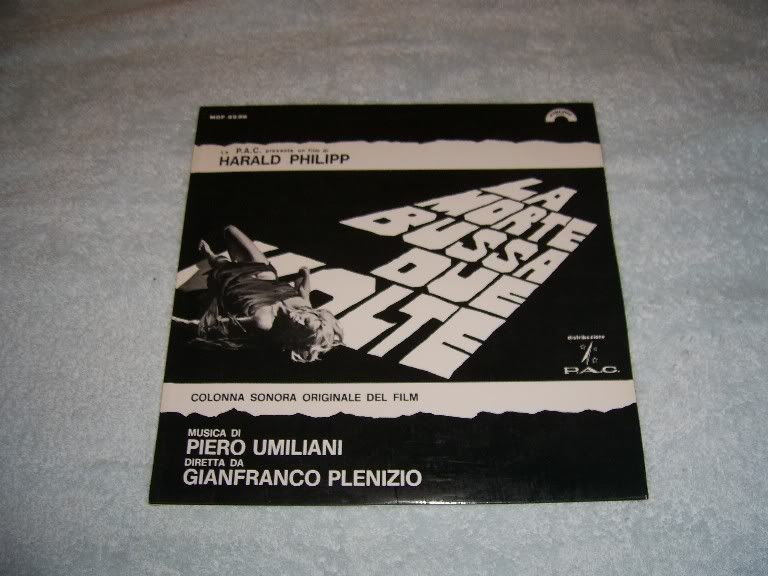 La P.A.C. presenta un film di
HARALD PHILIPP
LA
MORTE
BUSSA
DUE
VOLTE
distribuzione
P.A.C.
COLONNA SONORA ORIGINALE DEL FILM
MUSICA DI
PIERO UMILIANI
DIRETTA DA
GIANFRANCO PLENIZIO